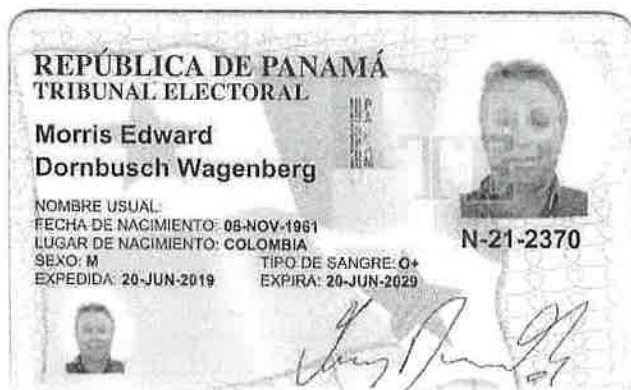 REPÚBLICA DE PANAMÁ
TRIBUNAL ELECTORAL
Morris Edward
Dornbusch Wagenberg
NOMBRE USUAL:
FECHA DE NACIMIENTO: 08-NOV-1961
LUGAR DE NACIMIENTO: COLOMBIA
SEXO: M TIPO DE SANGRE: O+
EXPEDIDA: 20-JUN-2019 EXPIRA: 20-JUN-2029
N-21-2370